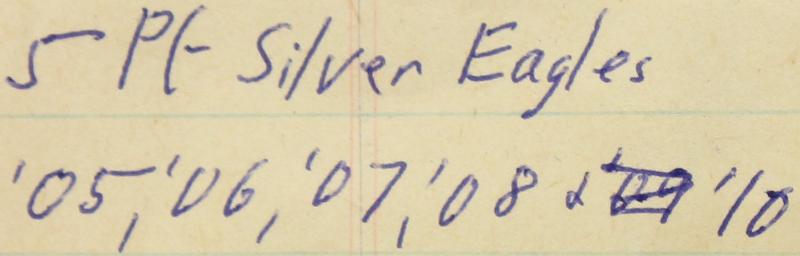 5 Pf Silver Eagles
'05, '06, '07, '08 & '10